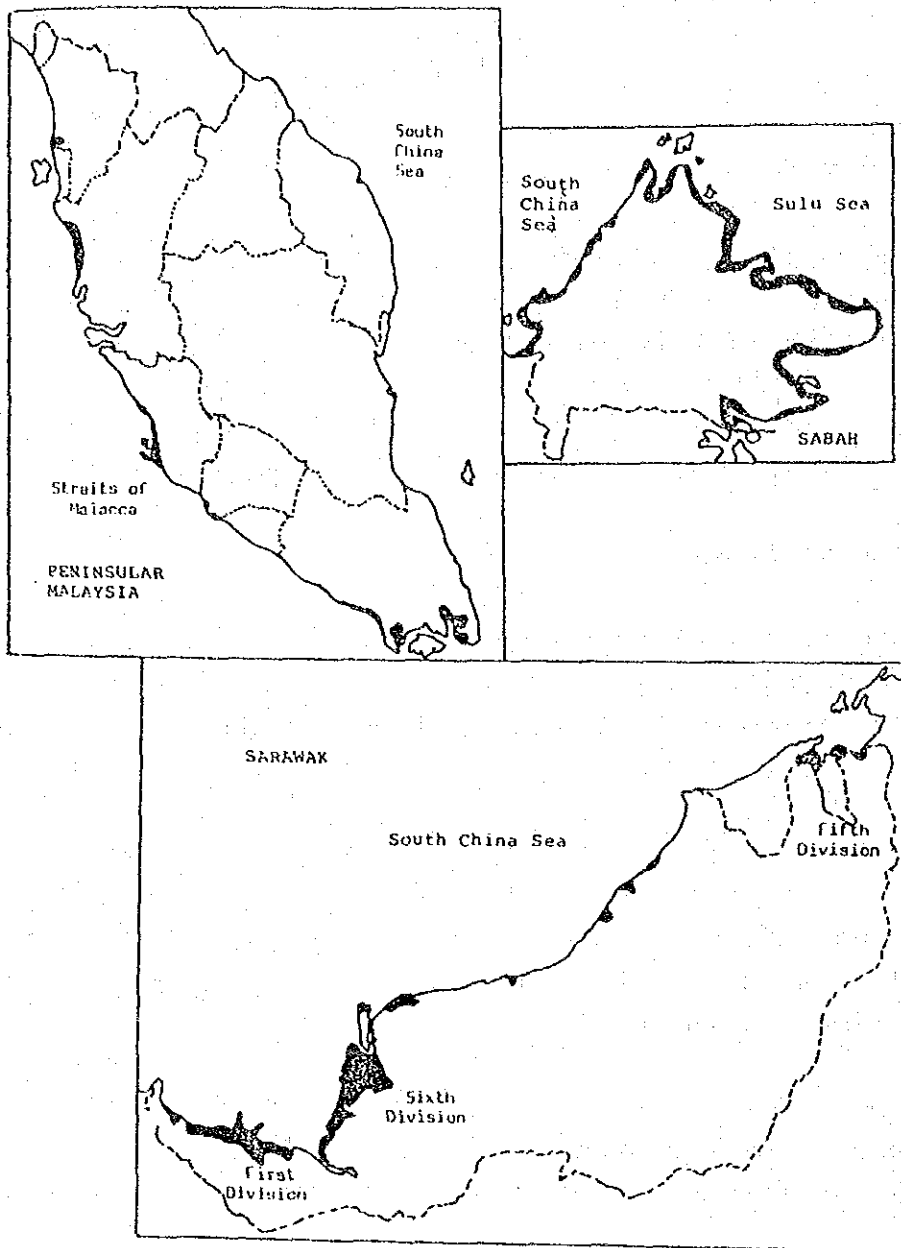 South
China
Sea
Straits of
Malacca
PENINSULAR
MALAYSIA
South
China
Sea
Sulu Sea
SABAH
SARAWAK
South China Sea
Fifth
Division
Sixth
Division
First
Division